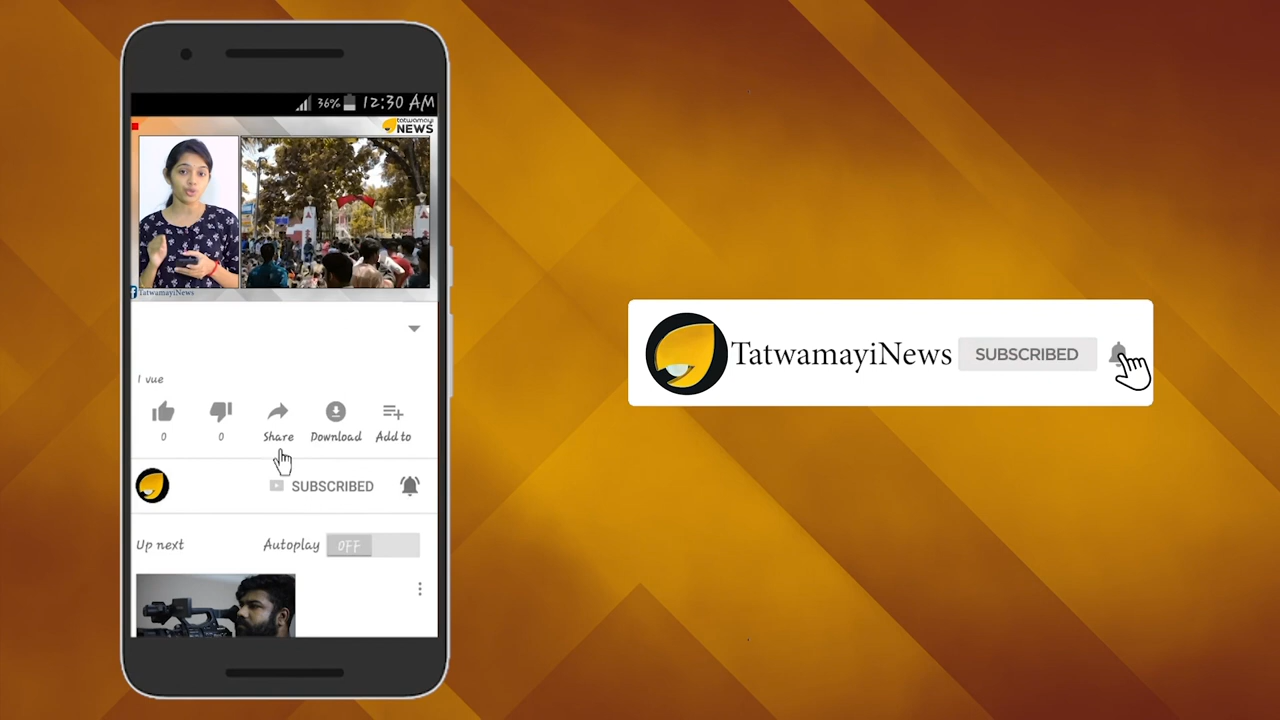 36% 12:30 AM
tatwamayi
NEWS
TatwamayiNews
1 vue
0 0 Share Download Add to
SUBSCRIBED
Up next Autoplay OFF
TatwamayiNews SUBSCRIBED